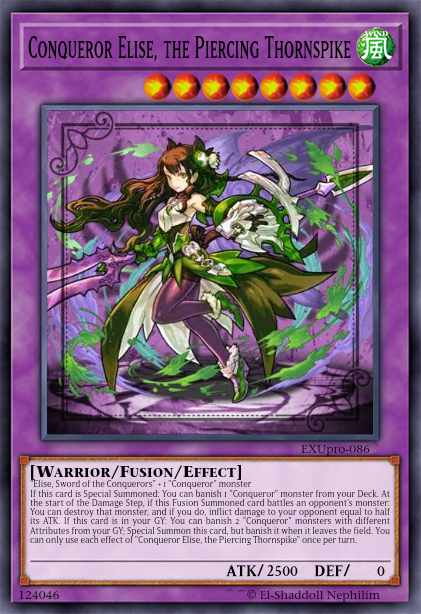 CONQUEROR ELISE, THE PIERCING THORNSPIKE
WIND
風
EXUpro-086
[WARRIOR/FUSION/EFFECT]
"Elise, Sword of the Conquerors" + 1 "Conqueror" monster
If this card is Special Summoned: You can banish 1 "Conqueror" monster from your Deck. At
the start of the Damage Step, if this Fusion Summoned card battles an opponent's monster:
You can destroy that monster, and if you do, inflict damage to your opponent equal to half
its ATK. If this card is in your GY: You can banish 2 "Conqueror" monsters with different
Attributes from your GY; Special Summon this card, but banish it when it leaves the field. You
can only use each effect of "Conqueror Elise, the Piercing Thornspike" once per turn.
ATK/ 2500 DEF/ 0
124046 © El-Shaddoll Nephilim